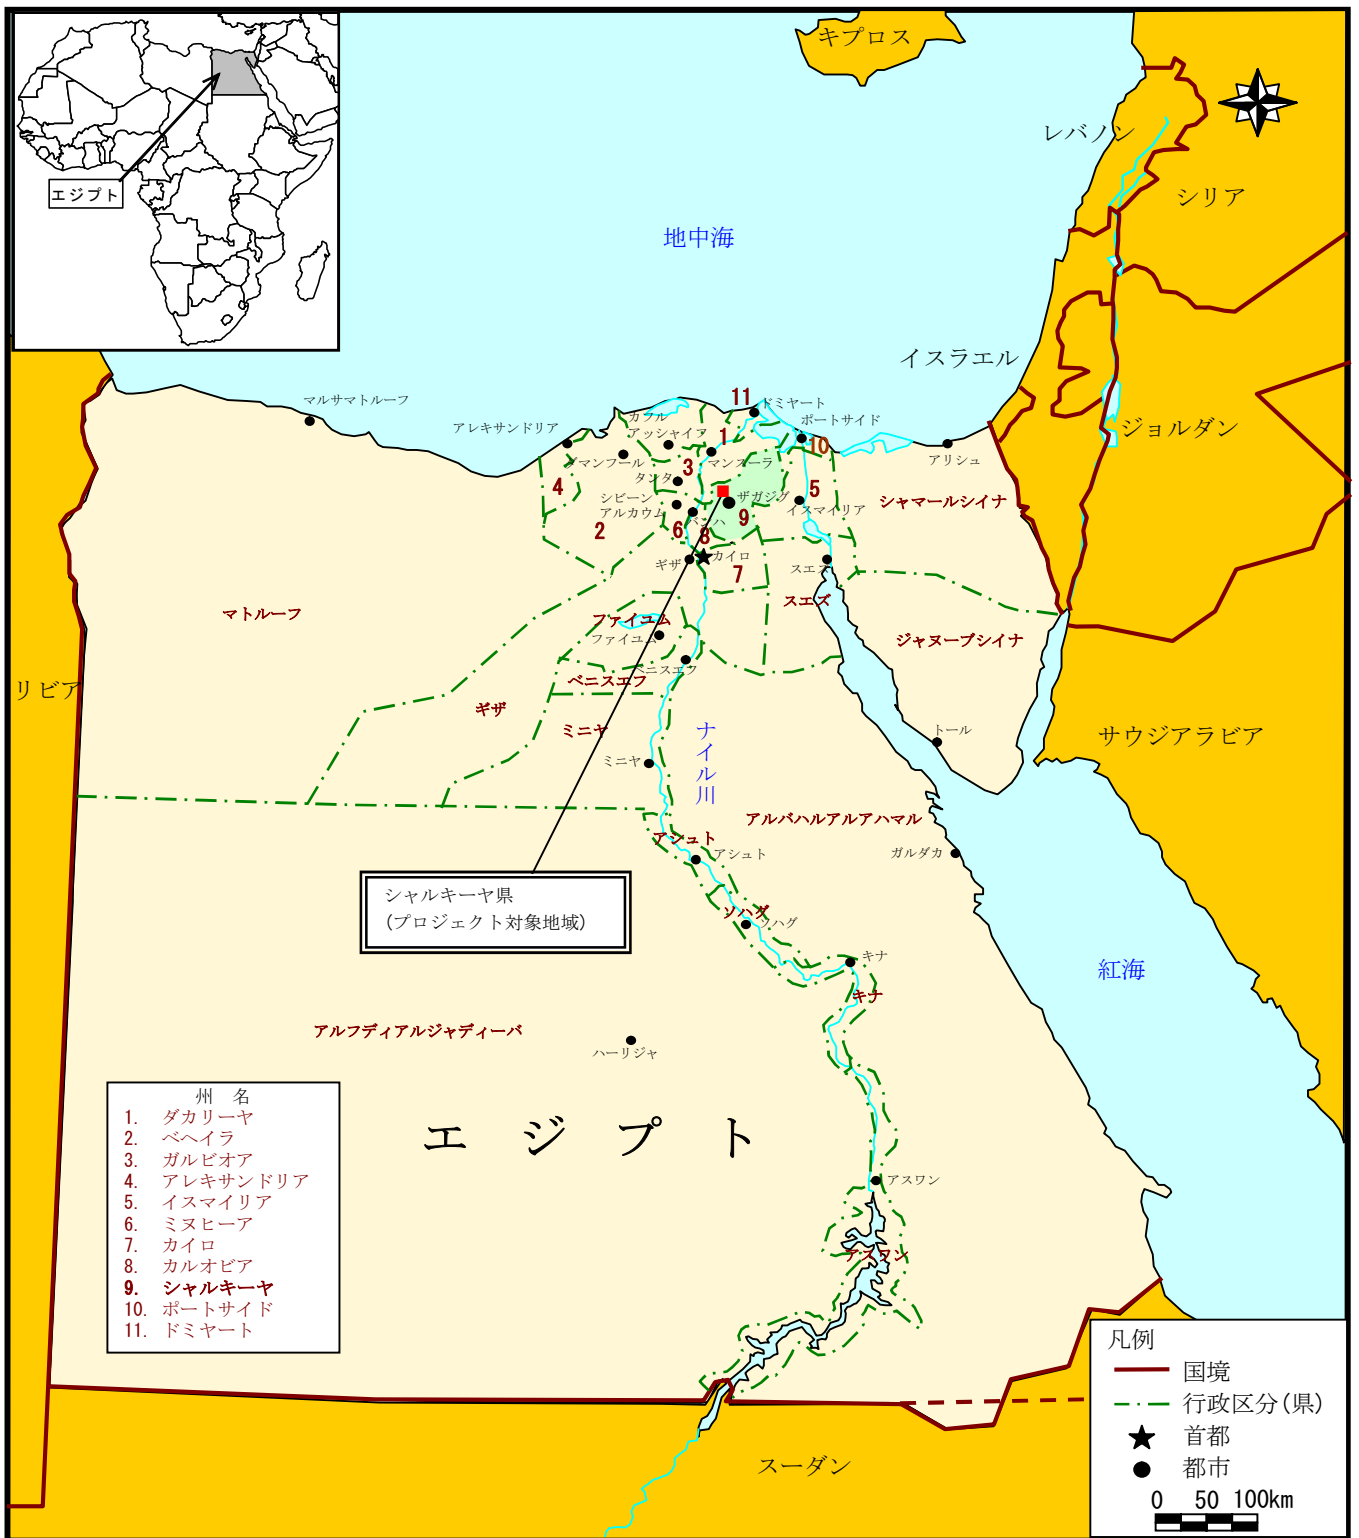 キプロス
レバノン
シリア
エジプト
地中海
イスラエル
ジョルダン
マルサマトルーフ
アレキサンドリア
カフル
アッシャイフ
ダマンフール
タンタ
シビーン
アルカウム
バンハ
マンスーラ
ドミヤート
ポートサイド
ザガジグ
イスマイリア
アリシュ
11
1
10
3
4
5
2
6
9
8
7
シャマールシイナ
ギザ
カイロ
スエズ
スエズ
マトルーフ
ファイユム
ファイユム
ジャヌーブシイナ
ベニスエフ
ベニスエフ
リビア
ギザ
ミニヤ
ミニヤ
ナイル川
トール
サウジアラビア
アルバハルアルアハマル
アシュト
アシュト
ガルダカ
シャルキーヤ県
(プロジェクト対象地域)
ソハグ
ソハグ
キナ
キナ
紅海
アルフディアルジャディーバ
ハーリジャ
エジプト
アスワン
アスワン
州 名
1. ダカリーヤ
2. ベヘイラ
3. ガルビオア
4. アレキサンドリア
5. イスマイリア
6. ミヌヒーア
7. カイロ
8. カルオビア
9. シャルキーヤ
10. ポートサイド
11. ドミヤート
スーダン
凡例
国境
行政区分(県)
首都
都市
0 50 100km